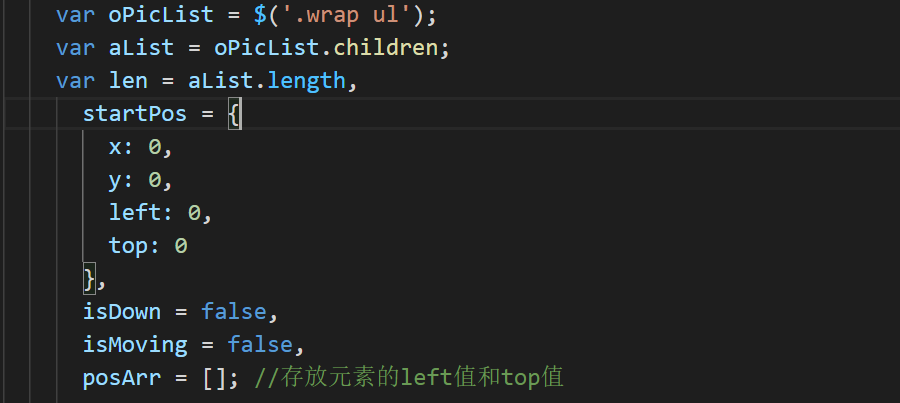 var oPicList = $('.wrap ul');
var aList = oPicList.children;
var len = aList.length,
startPos = {
x: 0,
y: 0,
left: 0,
top: 0
},
isDown = false,
isMoving = false,
posArr = []; //存放元素的left值和top值